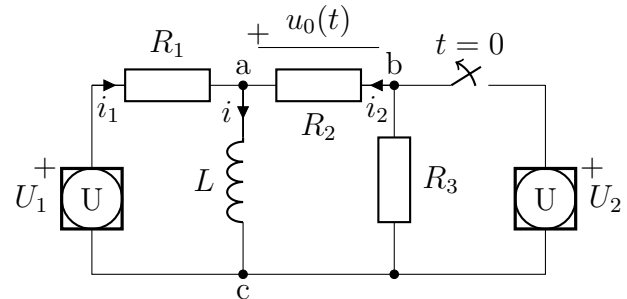 + u₀(t)
R₁ a R₂ b t = 0
i₁ i i₂
+ U₁ U L R₃ U + U₂
c